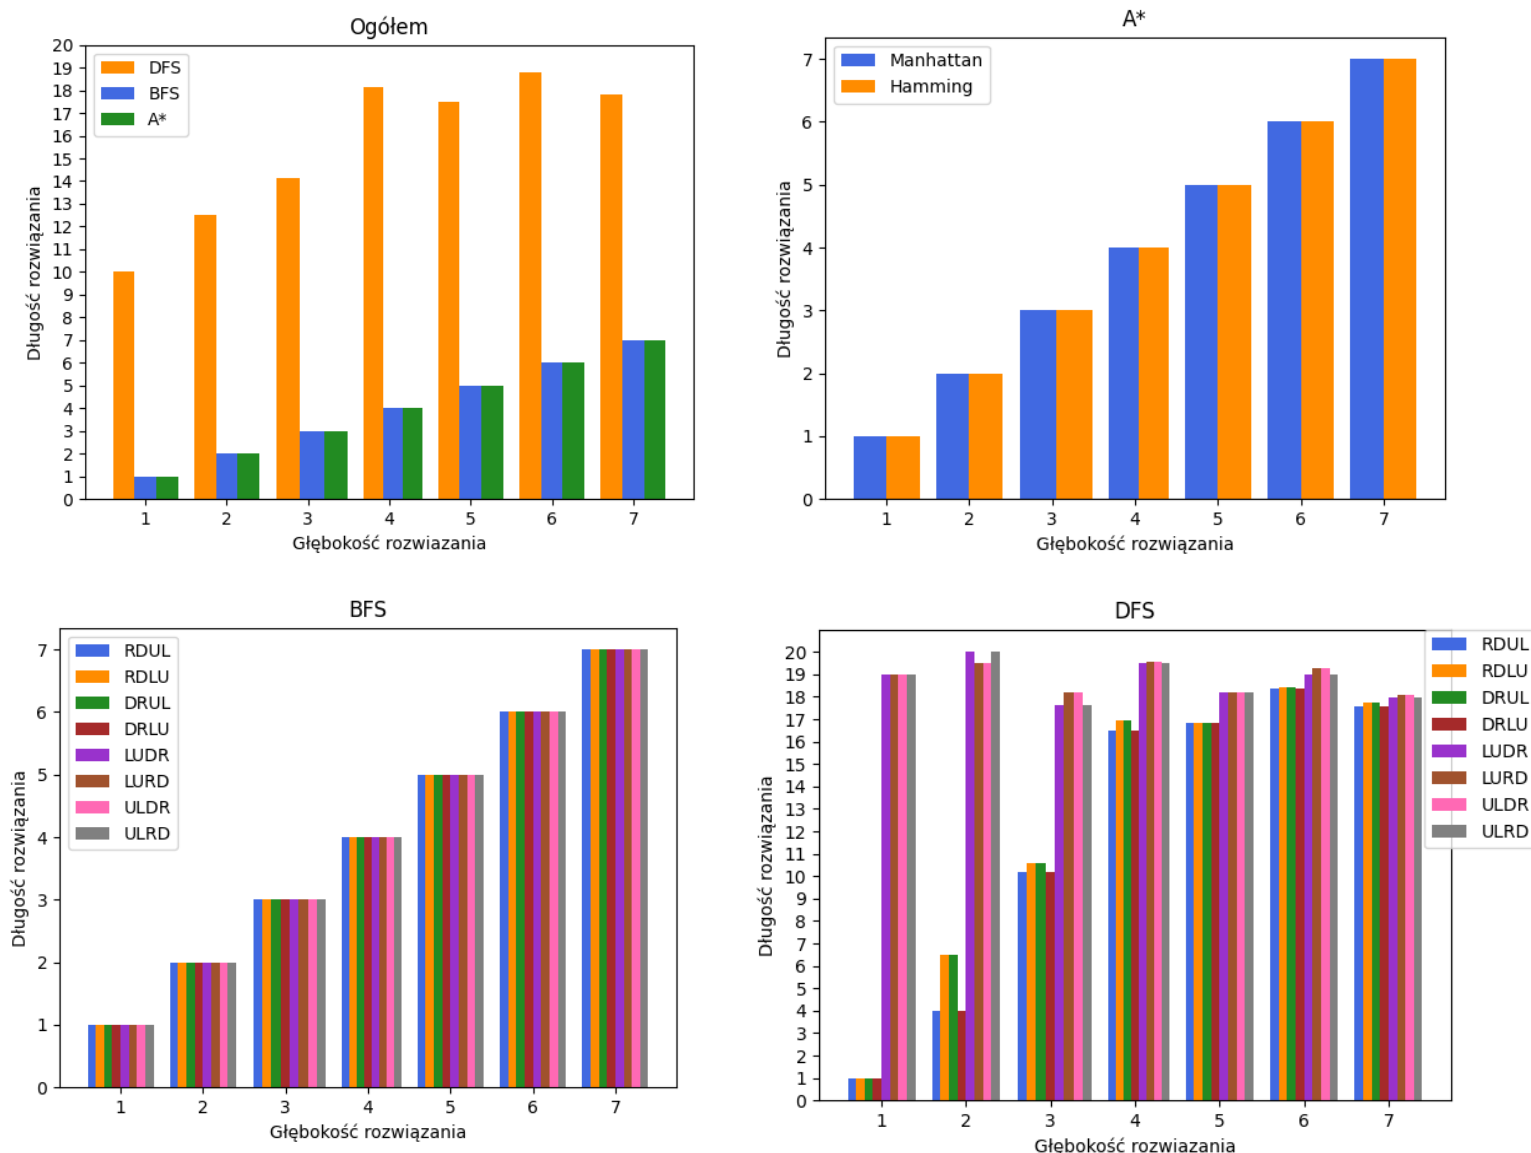 Ogółem
DFS
BFS
A*
20
19
18
17
16
15
14
13
12
11
10
9
8
7
6
5
4
3
2
1
0
Długość rozwiązania
1 2 3 4 5 6 7
Głębokość rozwiazania
A*
Manhattan
Hamming
7
6
5
4
3
2
1
0
Długość rozwiązania
1 2 3 4 5 6 7
Głębokość rozwiązania
BFS
RDUL
RDLU
DRUL
DRLU
LUDR
LURD
ULDR
ULRD
7
6
5
4
3
2
1
0
Długość rozwiązania
1 2 3 4 5 6 7
Głębokość rozwiązania
DFS
RDUL
RDLU
DRUL
DRLU
LUDR
LURD
ULDR
ULRD
20
19
18
17
16
15
14
13
12
11
10
9
8
7
6
5
4
3
2
1
0
Długość rozwiązania
1 2 3 4 5 6 7
Głębokość rozwiazania